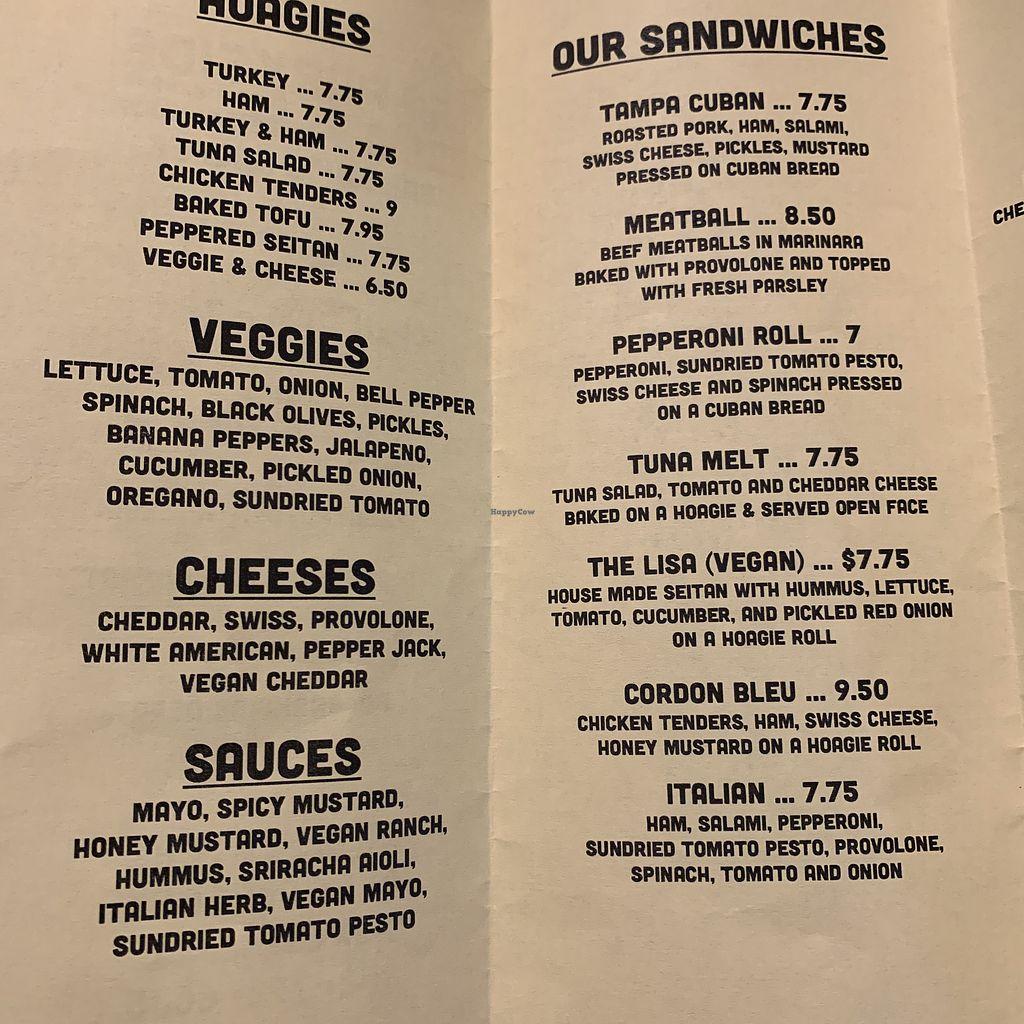 HOAGIES
TURKEY ... 7.75
HAM ... 7.75
TURKEY & HAM ... 7.75
TUNA SALAD ... 7.75
CHICKEN TENDERS ... 9
BAKED TOFU ... 7.95
PEPPERED SEITAN ... 7.75
VEGGIE & CHEESE ... 6.50
VEGGIES
LETTUCE, TOMATO, ONION, BELL PEPPER
SPINACH, BLACK OLIVES, PICKLES,
BANANA PEPPERS, JALAPENO,
CUCUMBER, PICKLED ONION,
OREGANO, SUNDRIED TOMATO
CHEESES
CHEDDAR, SWISS, PROVOLONE,
WHITE AMERICAN, PEPPER JACK,
VEGAN CHEDDAR
SAUCES
MAYO, SPICY MUSTARD,
HONEY MUSTARD, VEGAN RANCH,
HUMMUS, SRIRACHA AIOLI,
ITALIAN HERB, VEGAN MAYO,
SUNDRIED TOMATO PESTO
OUR SANDWICHES
TAMPA CUBAN ... 7.75
ROASTED PORK, HAM, SALAMI,
SWISS CHEESE, PICKLES, MUSTARD
PRESSED ON CUBAN BREAD
MEATBALL ... 8.50
BEEF MEATBALLS IN MARINARA
BAKED WITH PROVOLONE AND TOPPED
WITH FRESH PARSLEY
PEPPERONI ROLL ... 7
PEPPERONI, SUNDRIED TOMATO PESTO,
SWISS CHEESE AND SPINACH PRESSED
ON A CUBAN BREAD
TUNA MELT ... 7.75
TUNA SALAD, TOMATO AND CHEDDAR CHEESE
BAKED ON A HOAGIE & SERVED OPEN FACE
THE LISA (VEGAN) ... $7.75
HOUSE MADE SEITAN WITH HUMMUS, LETTUCE,
TOMATO, CUCUMBER, AND PICKLED RED ONION
ON A HOAGIE ROLL
CORDON BLEU ... 9.50
CHICKEN TENDERS, HAM, SWISS CHEESE,
HONEY MUSTARD ON A HOAGIE ROLL
ITALIAN ... 7.75
HAM, SALAMI, PEPPERONI,
SUNDRIED TOMATO PESTO, PROVOLONE,
SPINACH, TOMATO AND ONION
CHE
HappyCow